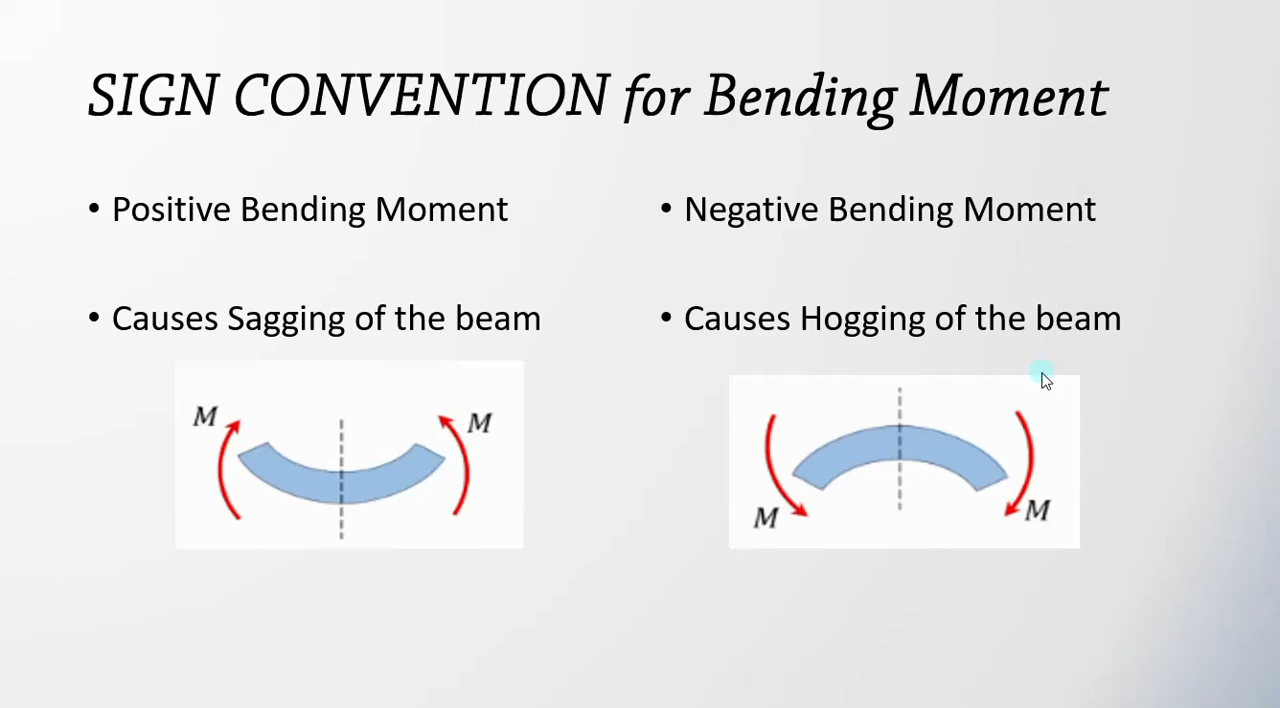 SIGN CONVENTION for Bending Moment
• Positive Bending Moment
• Causes Sagging of the beam
M
M
• Negative Bending Moment
• Causes Hogging of the beam
M
M